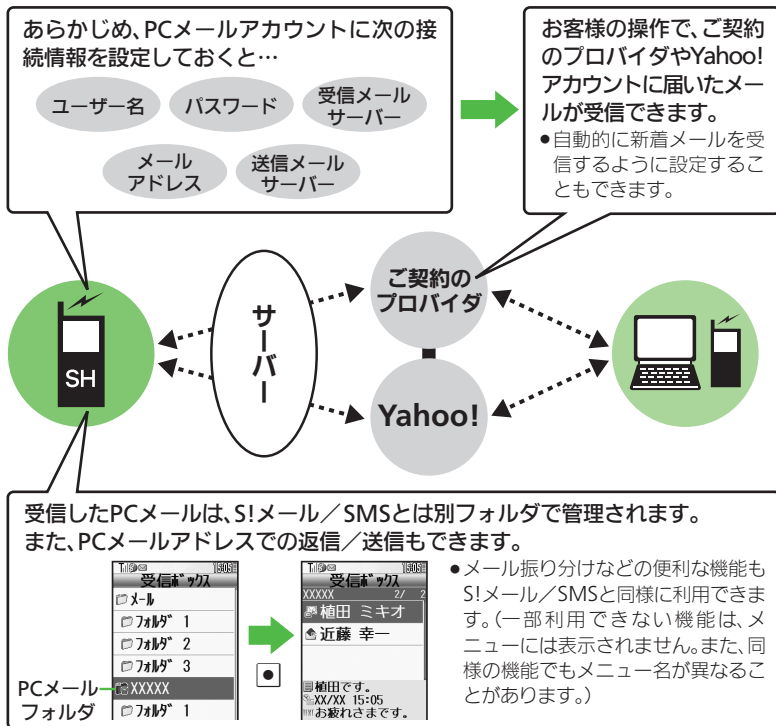 あらかじめ、PCメールアカウントに次の接
続情報を設定しておくと…
ユーザー名
パスワード
受信メール
サーバー
メール
アドレス
送信メール
サーバー
お客様の操作で、ご契約
のプロバイダやYahoo!
アカウントに届いたメー
ルが受信できます。
●自動的に新着メールを受
信するように設定するこ
ともできます。
SH
サーバー
ご契約の
プロバイダ
Yahoo!
受信したPCメールは、S!メール／SMSとは別フォルダで管理されます。
また、PCメールアドレスでの返信／送信もできます。
受信ボックス
メール
フォルダ 1
フォルダ 2
フォルダ 3
XXXXX
フォルダ 1
PCメール
フォルダ
受信ボックス
XXXXX 2/ 2
植田 ミキオ
近藤 幸一
植田です。
XX/XX 15:05
お疲れさまです。
●メール振り分けなどの便利な機能も
S!メール／SMSと同様に利用できま
す。(一部利用できない機能は、メ
ニューには表示されません。また、同
様の機能でもメニュー名が異なるこ
とがあります。)